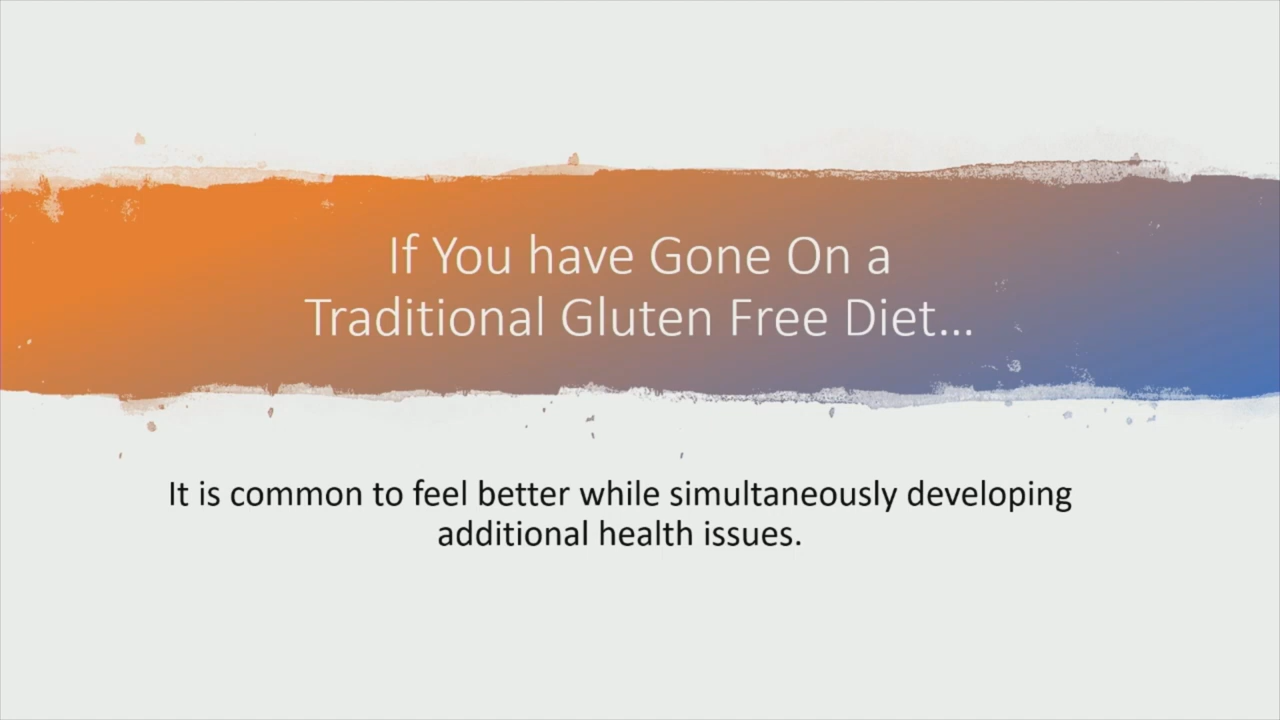 If You have Gone On a
Traditional Gluten Free Diet...
It is common to feel better while simultaneously developing
additional health issues.